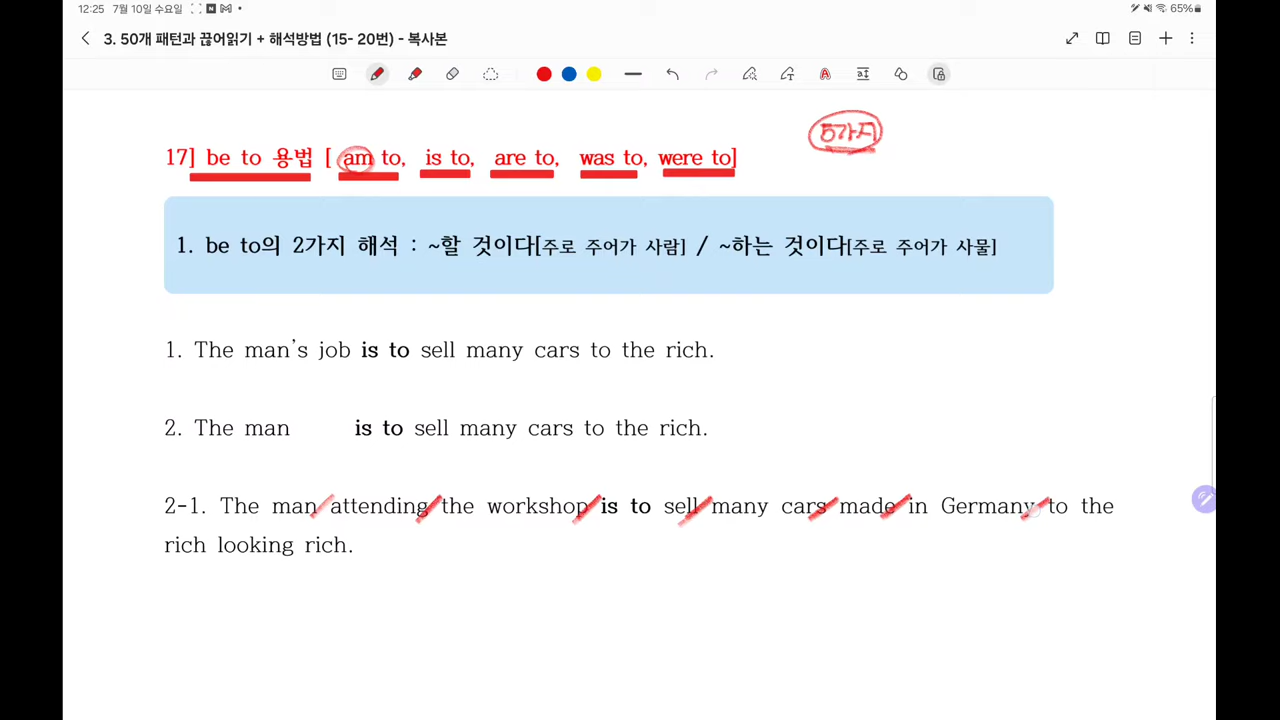 12:25 7월 10일 수요일
65%
3. 50개 패턴과 끊어읽기 + 해석방법 (15- 20번) - 복사본
5가지
17] be to 용법 [ am to, is to, are to, was to, were to]
1. be to의 2가지 해석 : ~할 것이다[주로 주어가 사람] / ~하는 것이다[주로 주어가 사물]
1. The man's job is to sell many cars to the rich.
2. The man is to sell many cars to the rich.
2-1. The man attending the workshop is to sell many cars made in Germany to the
rich looking rich.